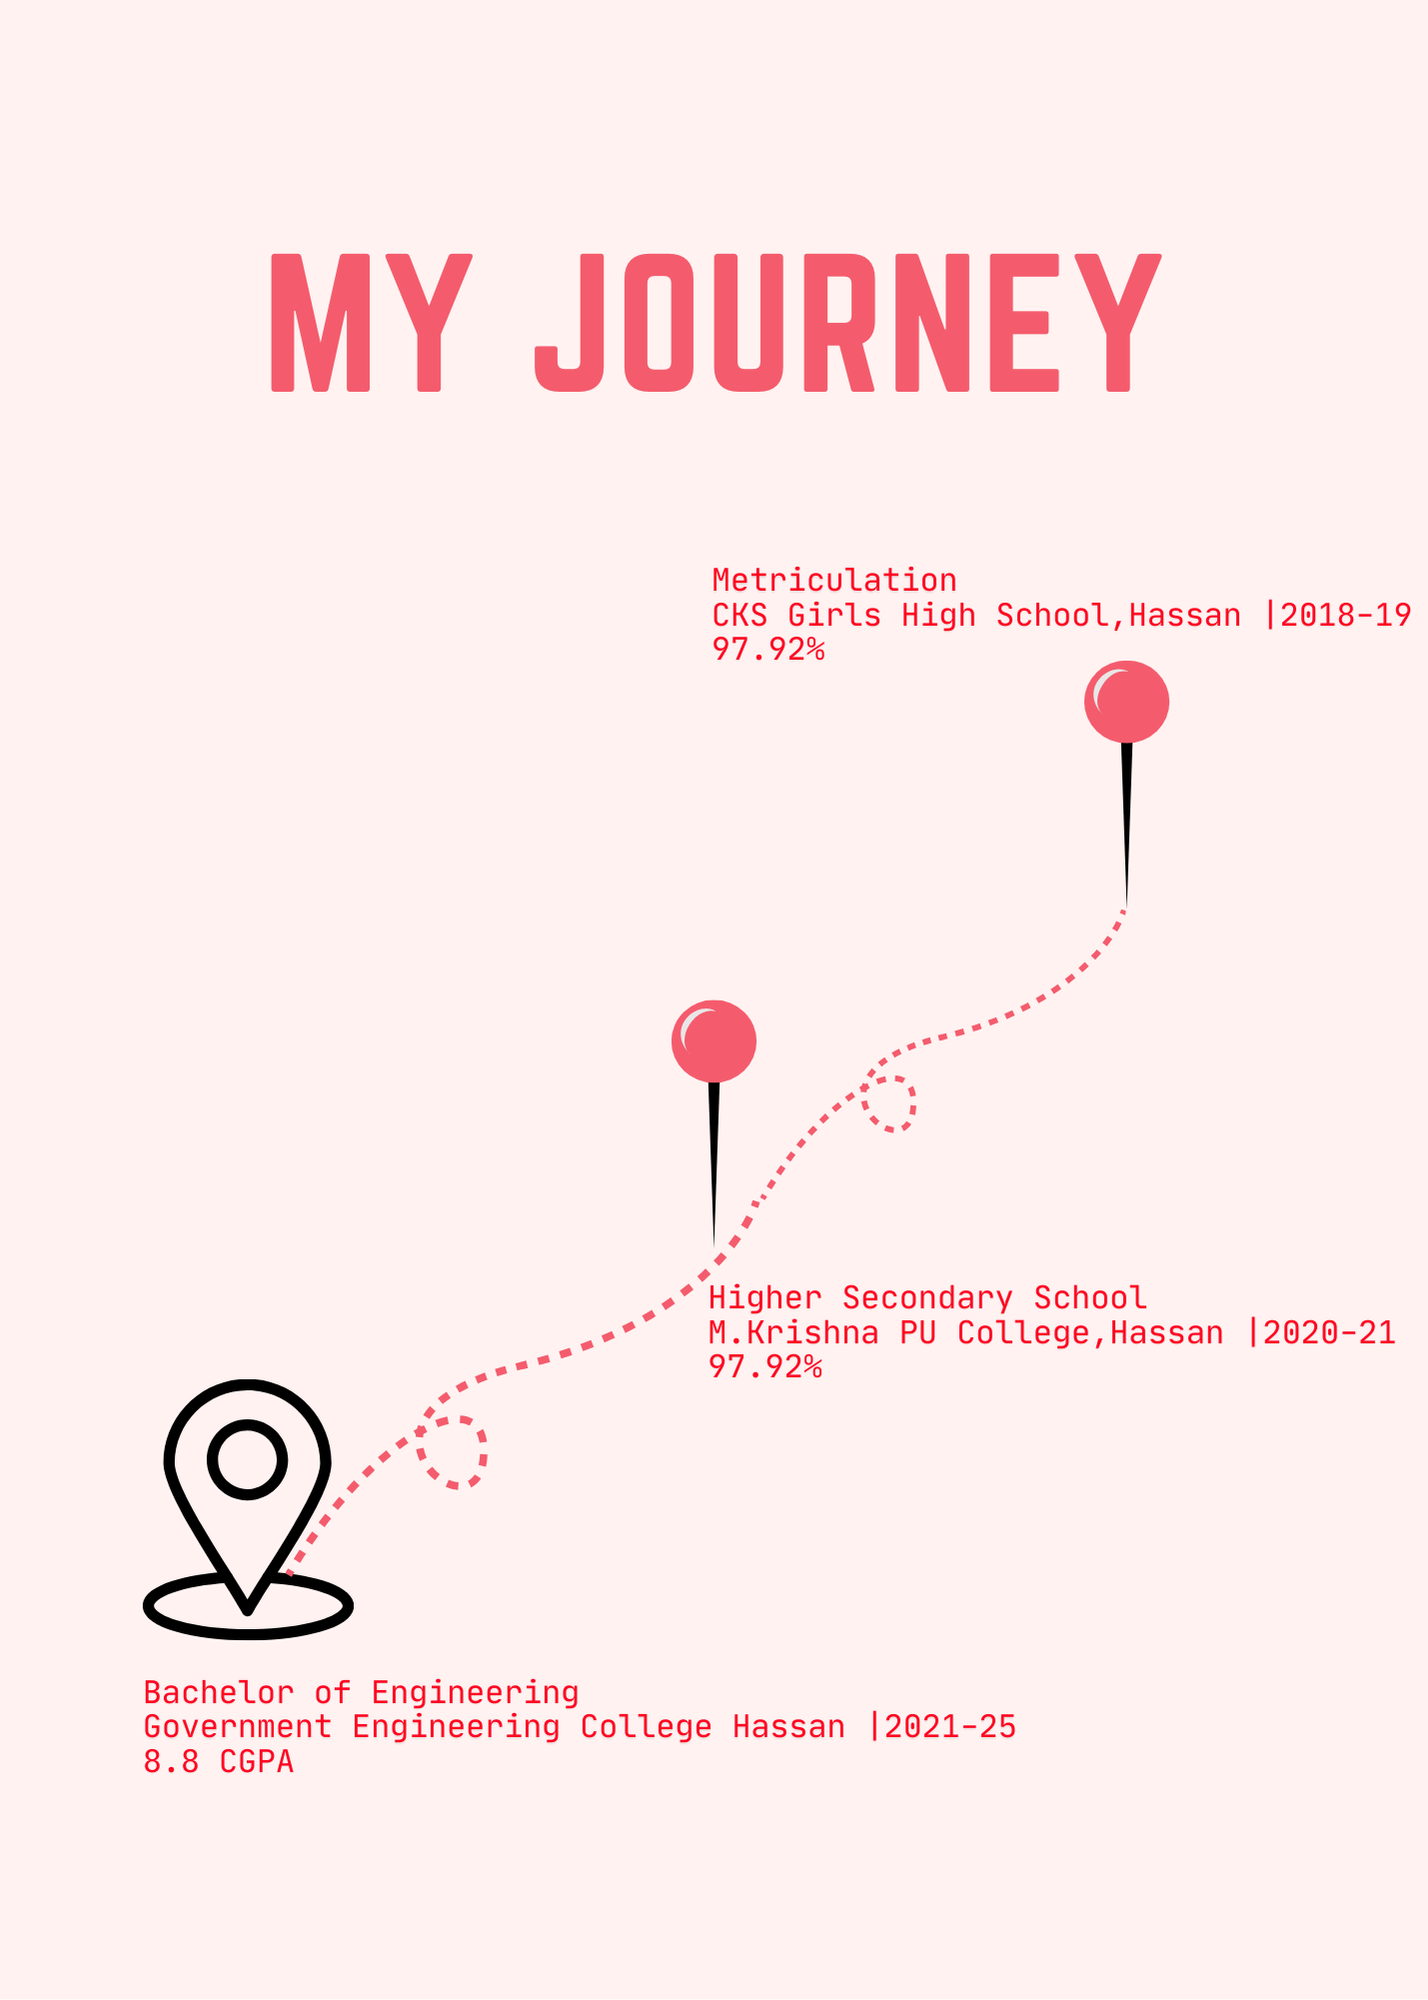 MY JOURNEY
Metriculation
CKS Girls High School,Hassan |2018-19
97.92%
Higher Secondary School
M.Krishna PU College,Hassan |2020-21
97.92%
Bachelor of Engineering
Government Engineering College Hassan |2021-25
8.8 CGPA